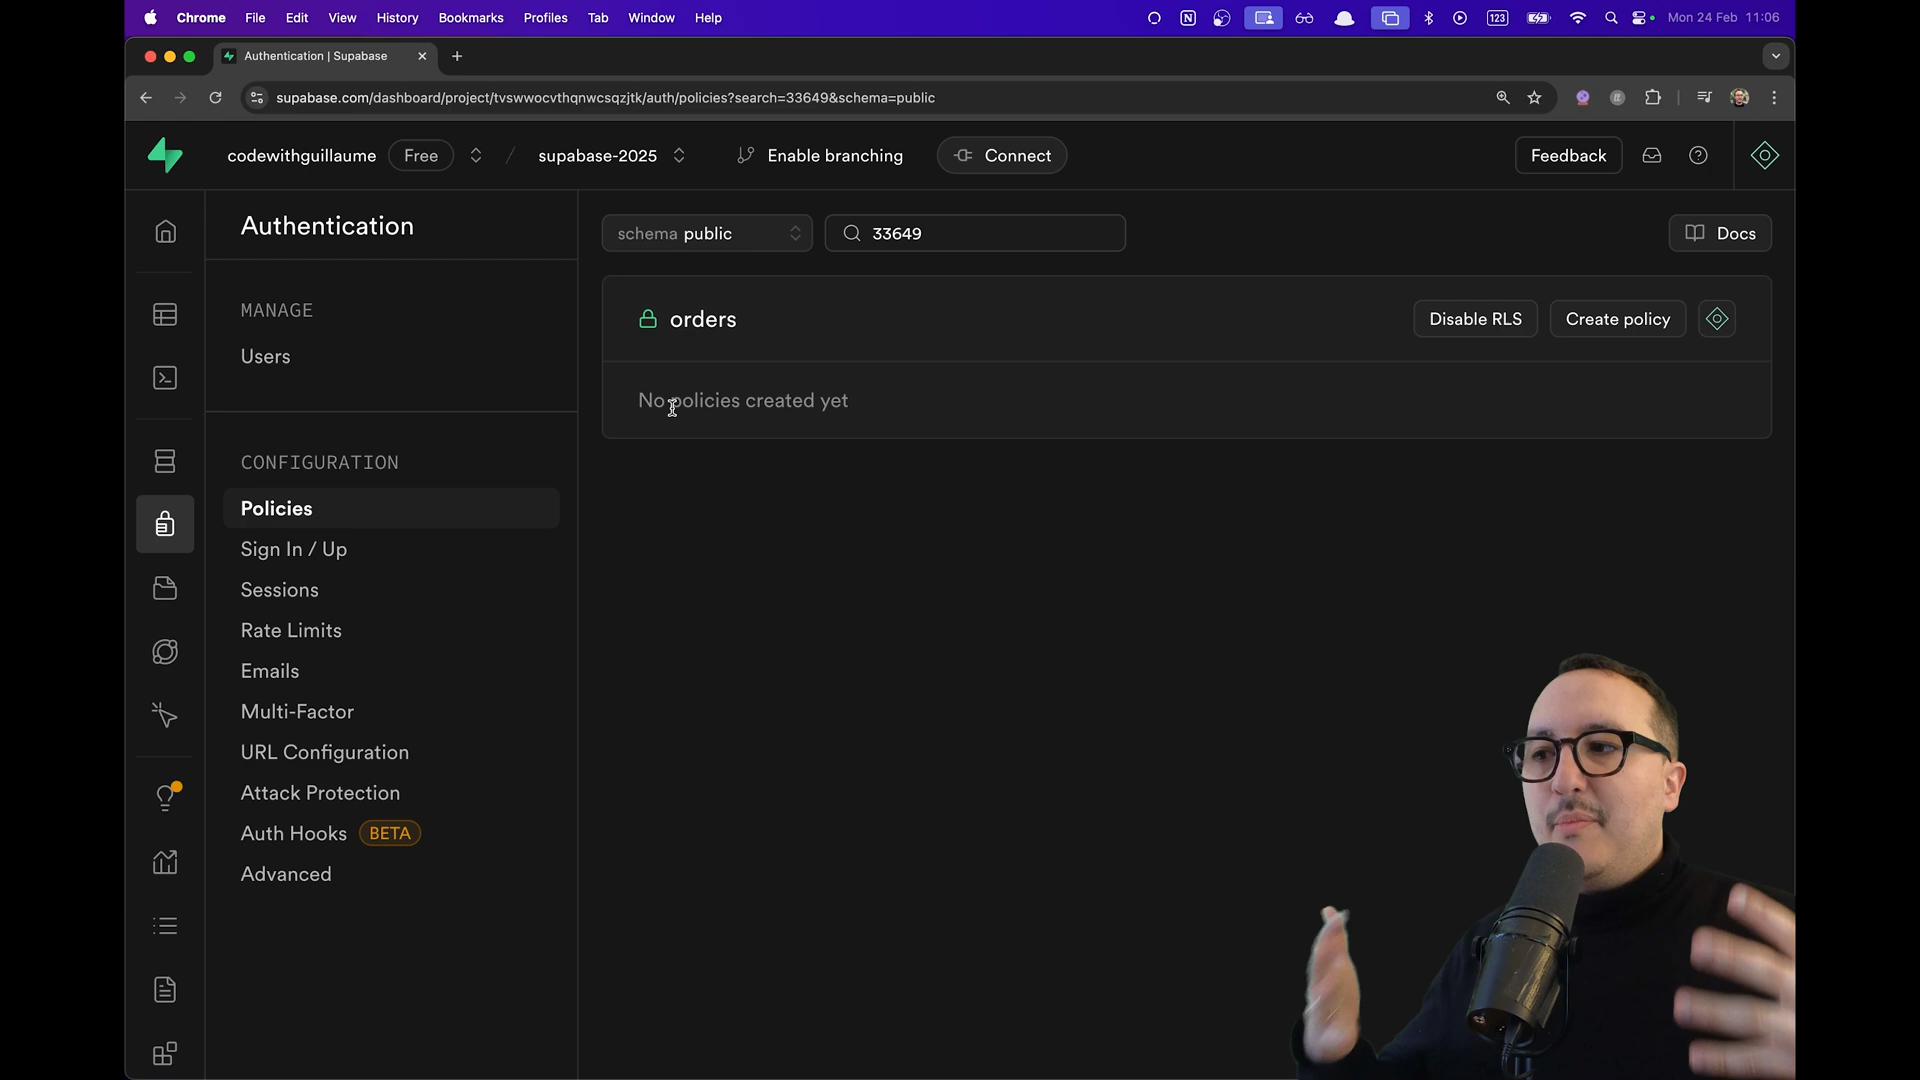 Chrome File Edit View History Bookmarks Profiles Tab Window Help 123 Mon 24 Feb 11:06
Authentication | Supabase
supabase.com/dashboard/project/tvswwocvthqnwcsqzjtk/auth/policies?search=33649&schema=public
codewithguillaume Free / supabase-2025 Enable branching Connect Feedback
Authentication
schema public 33649 Docs
MANAGE
Users
orders Disable RLS Create policy
No policies created yet
CONFIGURATION
Policies
Sign In / Up
Sessions
Rate Limits
Emails
Multi-Factor
URL Configuration
Attack Protection
Auth Hooks BETA
Advanced